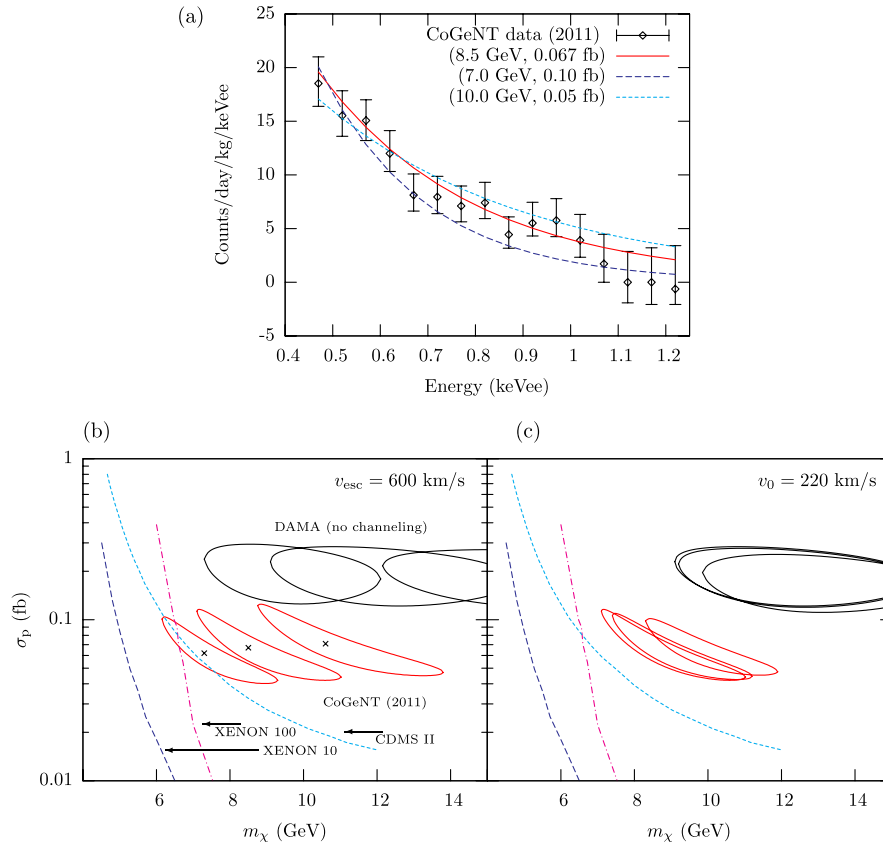 (a)
CoGeNT data (2011)
(8.5 GeV, 0.067 fb)
(7.0 GeV, 0.10 fb)
(10.0 GeV, 0.05 fb)
25
20
15
10
5
0
-5
Counts/day/kg/keVee
0.4 0.5 0.6 0.7 0.8 0.9 1 1.1 1.2
Energy (keVee)
(b)
v_esc = 600 km/s
DAMA (no channeling)
CoGeNT (2011)
XENON 100
XENON 10
CDMS II
1
0.1
0.01
σ_p (fb)
6 8 10 12 14
m_χ (GeV)
(c)
v_0 = 220 km/s
6 8 10 12 14
m_χ (GeV)